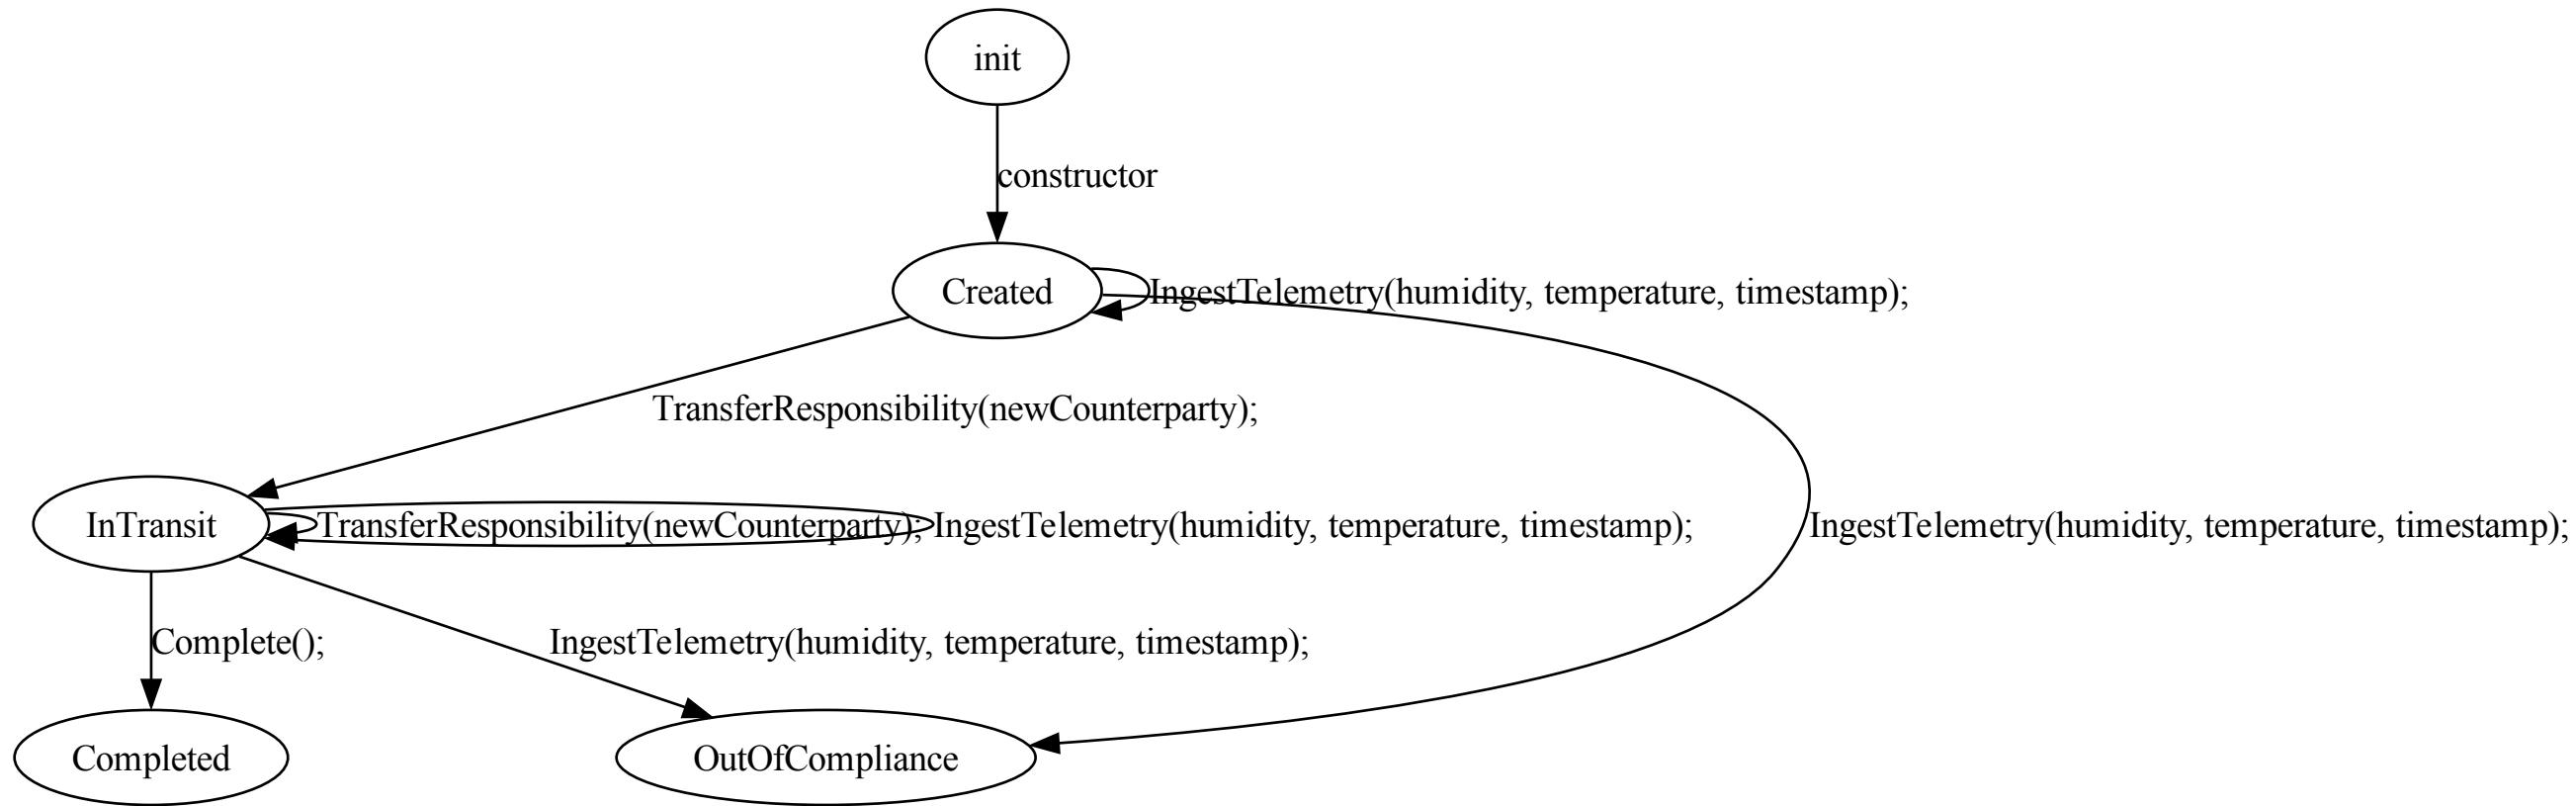 init
constructor
Created
IngestTelemetry(humidity, temperature, timestamp);
TransferResponsibility(newCounterparty);
InTransit
TransferResponsibility(newCounterparty);
IngestTelemetry(humidity, temperature, timestamp);
IngestTelemetry(humidity, temperature, timestamp);
Complete();
IngestTelemetry(humidity, temperature, timestamp);
Completed
OutOfCompliance